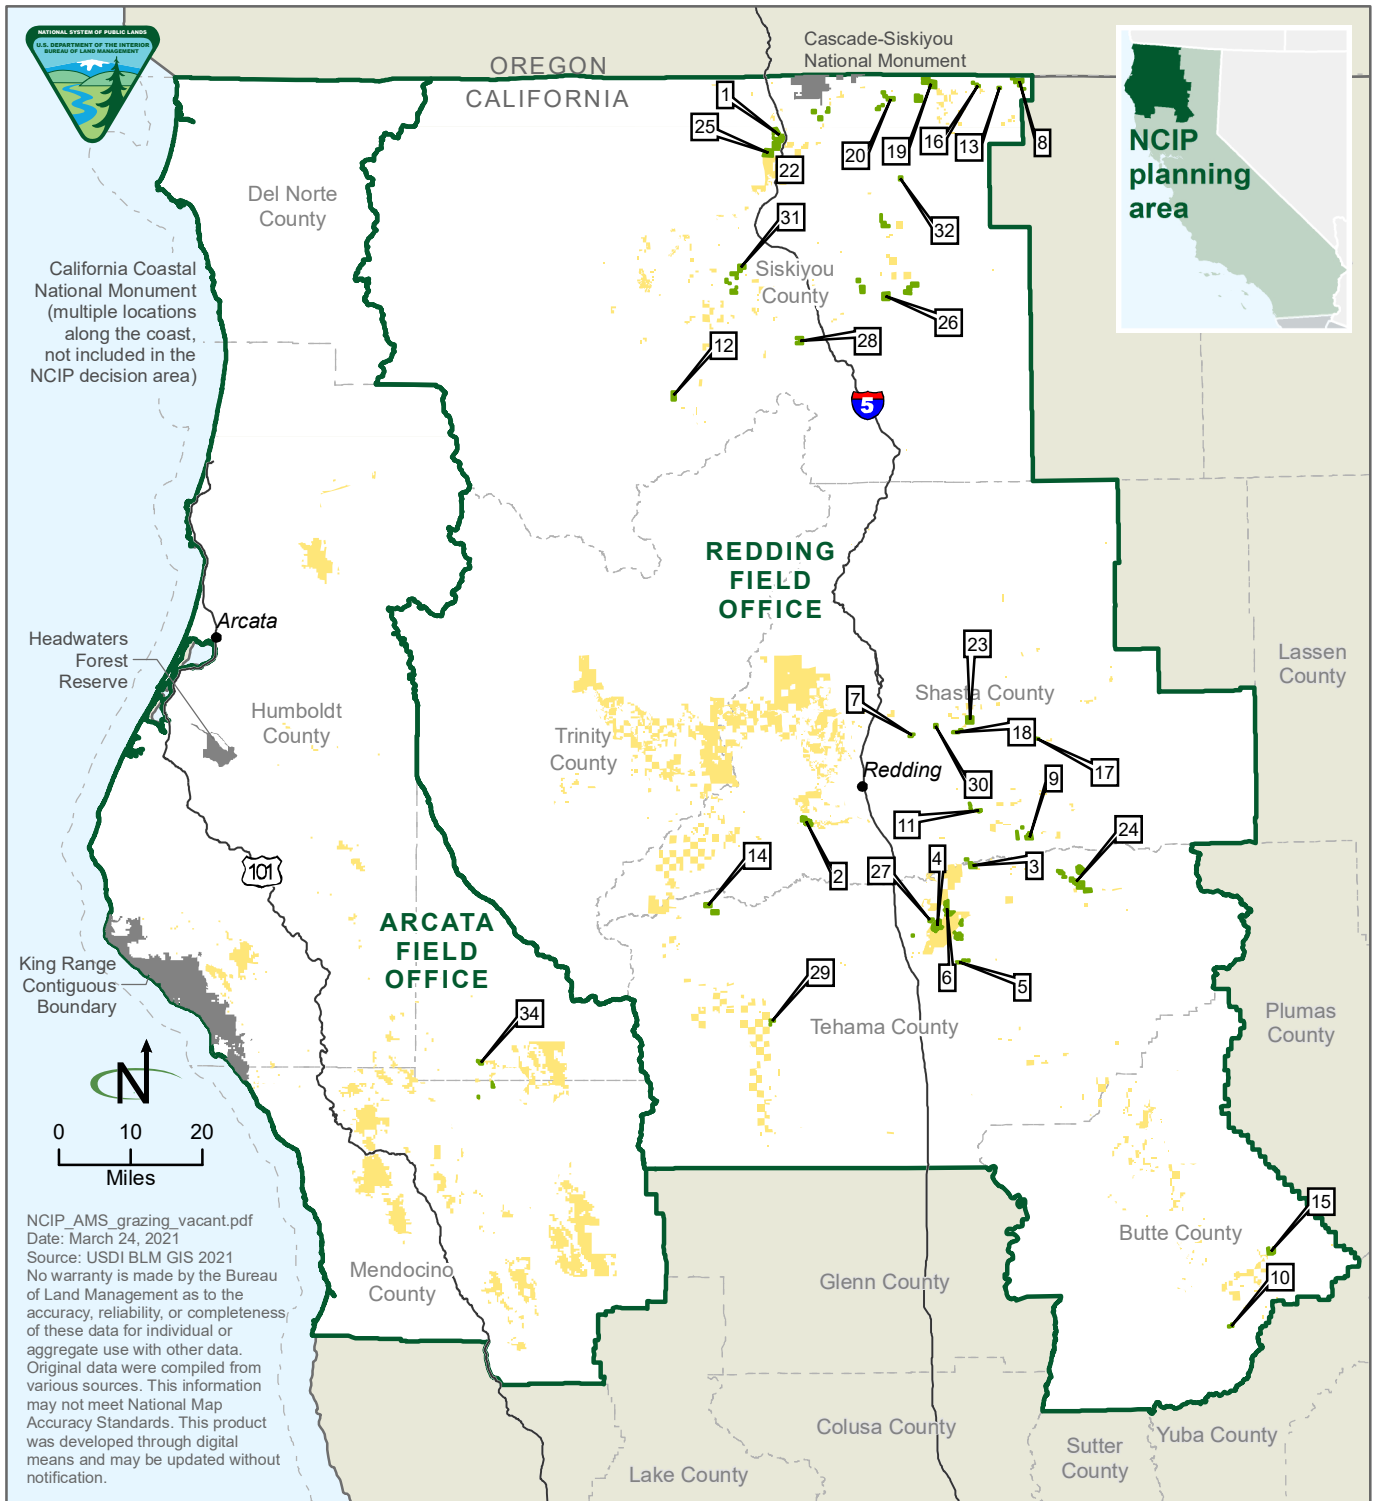 NATIONAL SYSTEM OF PUBLIC LANDS
U.S. DEPARTMENT OF THE INTERIOR
BUREAU OF LAND MANAGEMENT
OREGON
CALIFORNIA
Cascade-Siskiyou
National Monument
NCIP
planning
area
1
25
22
20
19
16
13
8
32
31
26
28
12
Del Norte
County
Siskiyou
County
California Coastal
National Monument
(multiple locations
along the coast,
not included in the
NCIP decision area)
5
REDDING
FIELD
OFFICE
Arcata
Headwaters
Forest
Reserve
Humboldt
County
Trinity
County
Shasta County
Lassen
County
23
7
18
17
30
9
11
24
Redding
14
2
27
4
3
6
5
101
ARCATA
FIELD
OFFICE
King Range
Contiguous
Boundary
29
34
Tehama County
Plumas
County
N
0 10 20
Miles
15
10
Butte County
Mendocino
County
Glenn County
Colusa County
Lake County
Sutter
County
Yuba County
NCIP_AMS_grazing_vacant.pdf
Date: March 24, 2021
Source: USDI BLM GIS 2021
No warranty is made by the Bureau
of Land Management as to the
accuracy, reliability, or completeness
of these data for individual or
aggregate use with other data.
Original data were compiled from
various sources. This information
may not meet National Map
Accuracy Standards. This product
was developed through digital
means and may be updated without
notification.